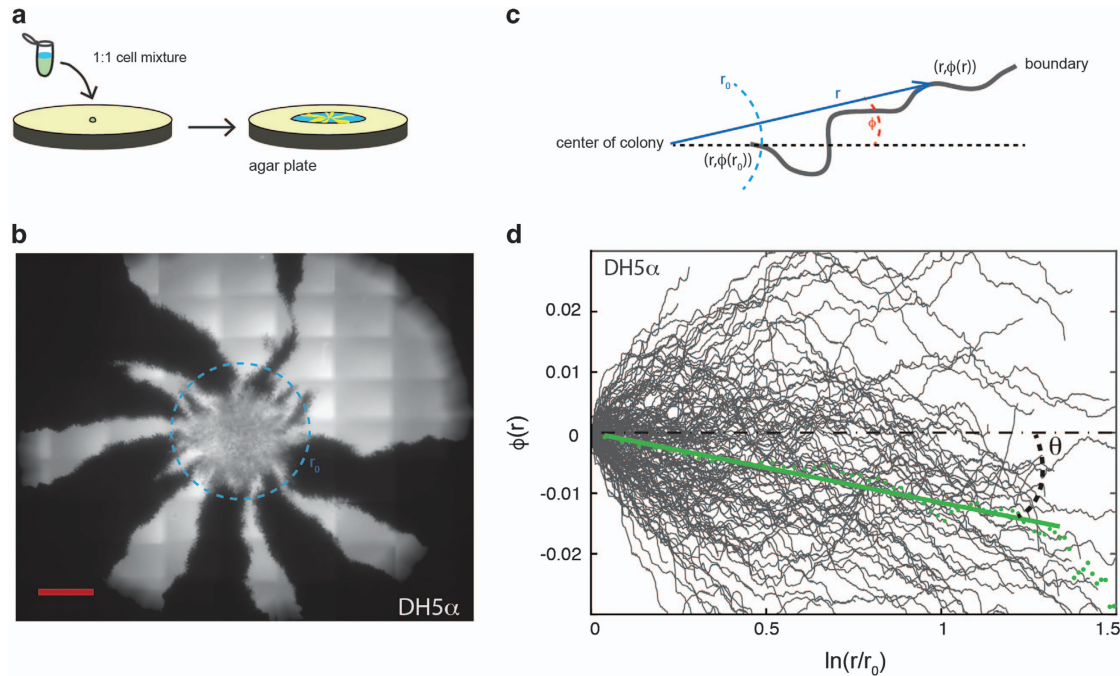 a
1:1 cell mixture
agar plate
b
r₀
DH5α
c
r₀
r
(r,ϕ(r))
boundary
ϕ
center of colony
(r,ϕ(r₀))
d
DH5α
0.02
0.01
0
-0.01
-0.02
ϕ(r)
θ
0
0.5
1
1.5
ln(r/r₀)